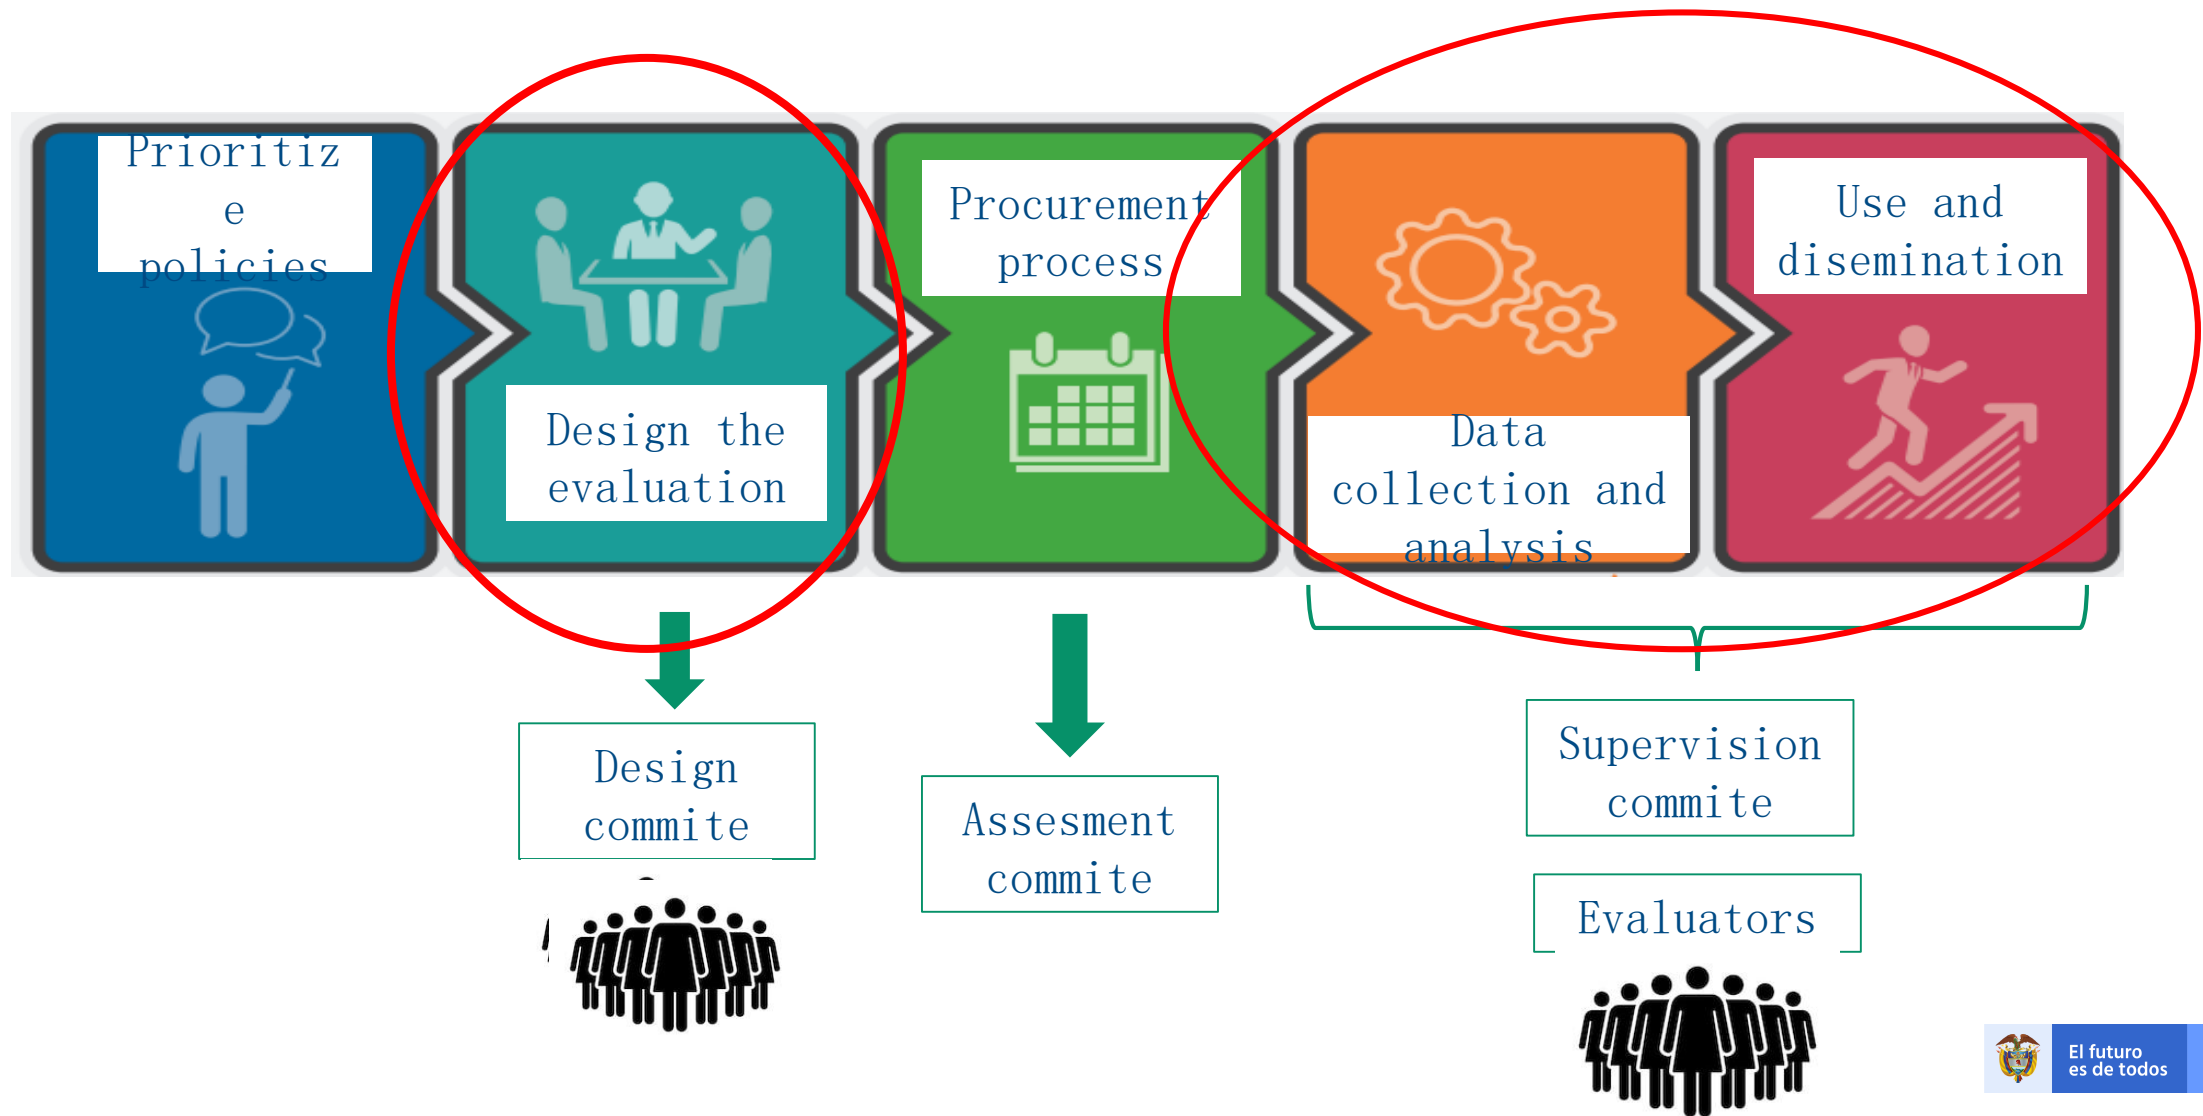 Prioritiz
e
policies
Design the
evaluation
Procurement
process
Data
collection and
analysis
Use and
disemination
Design
commite
Assesment
commite
Supervision
commite
Evaluators
El futuro
es de todos